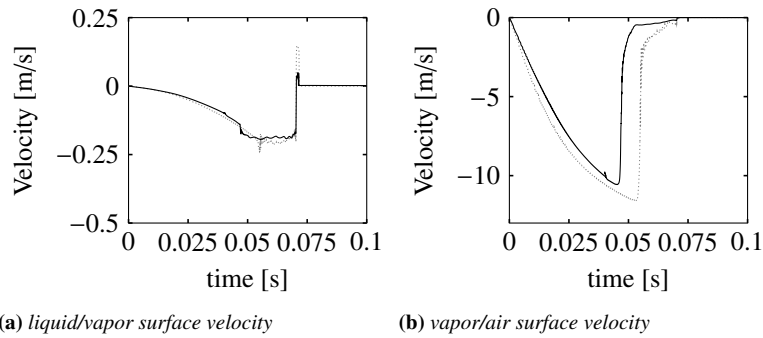 0.25
0
−0.25
−0.5
Velocity [m/s]
0 0.025 0.05 0.075 0.1
time [s]
(a) liquid/vapor surface velocity
0
−5
−10
Velocity [m/s]
0 0.025 0.05 0.075 0.1
time [s]
(b) vapor/air surface velocity